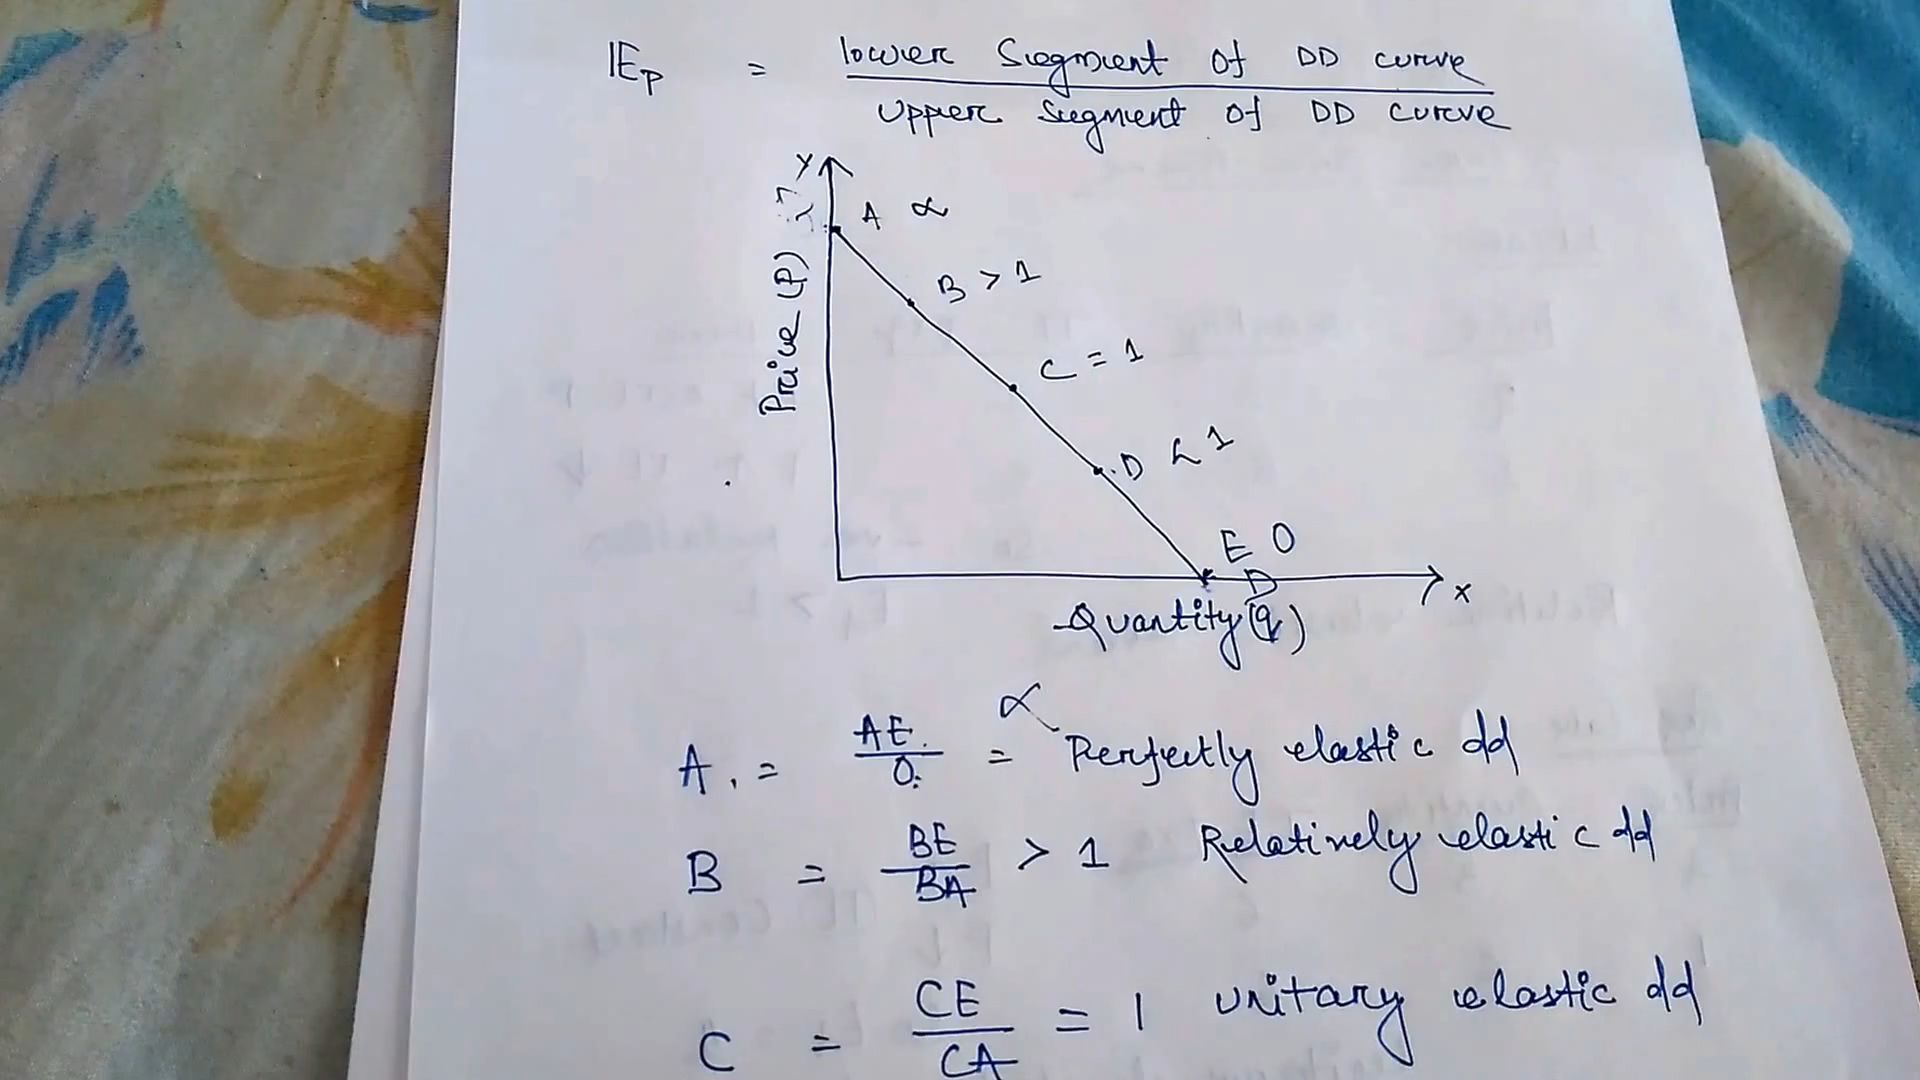 |Ep = lower Segment of DD curve
Upper Segment of DD curve
Y
A ∝
Price (P)
B > 1
C = 1
D < 1
E 0
D
x
Quantity (q)
A. = AE. / 0. = ∝ Perfectly elastic dd
B = BE / BA > 1 Relatively elastic dd
C = CE / CA = 1 unitary elastic dd